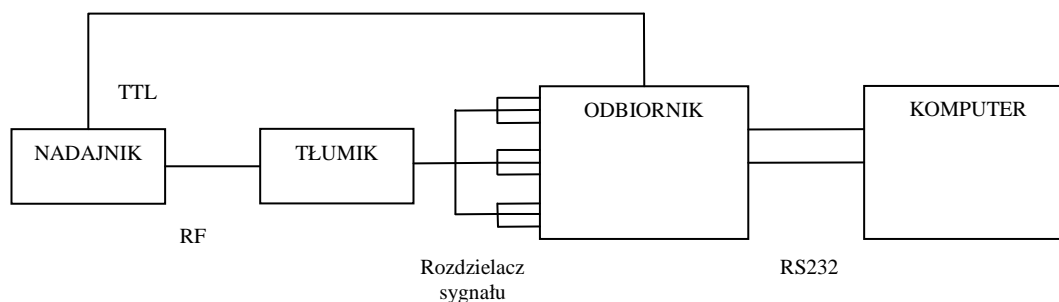 TTL
ODBIORNIK
KOMPUTER
NADAJNIK
TŁUMIK
RF
Rozdzielacz
sygnału
RS232